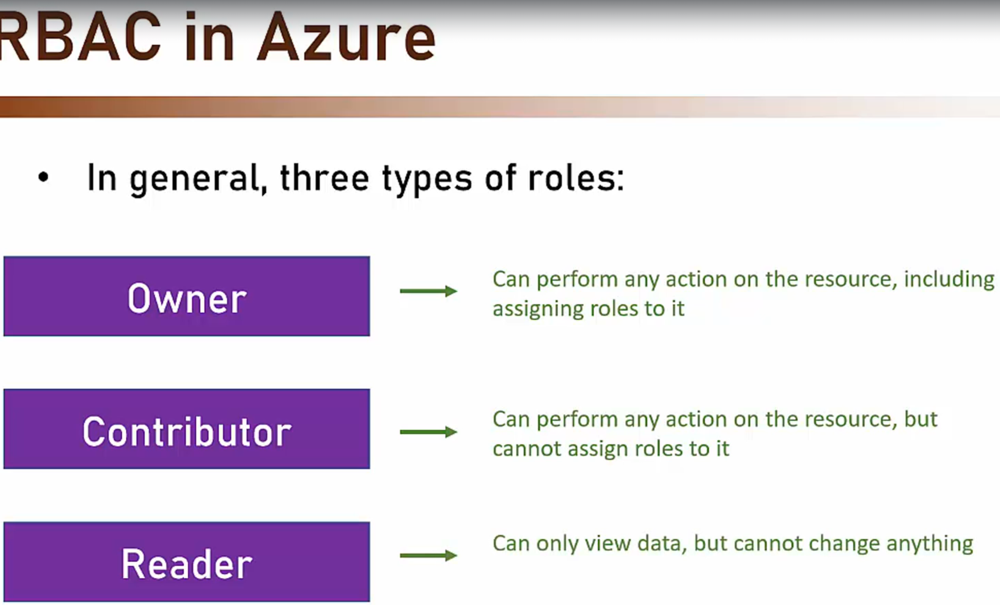 RBAC in Azure
• In general, three types of roles:
Owner
Can perform any action on the resource, including
assigning roles to it
Contributor
Can perform any action on the resource, but
cannot assign roles to it
Reader
Can only view data, but cannot change anything